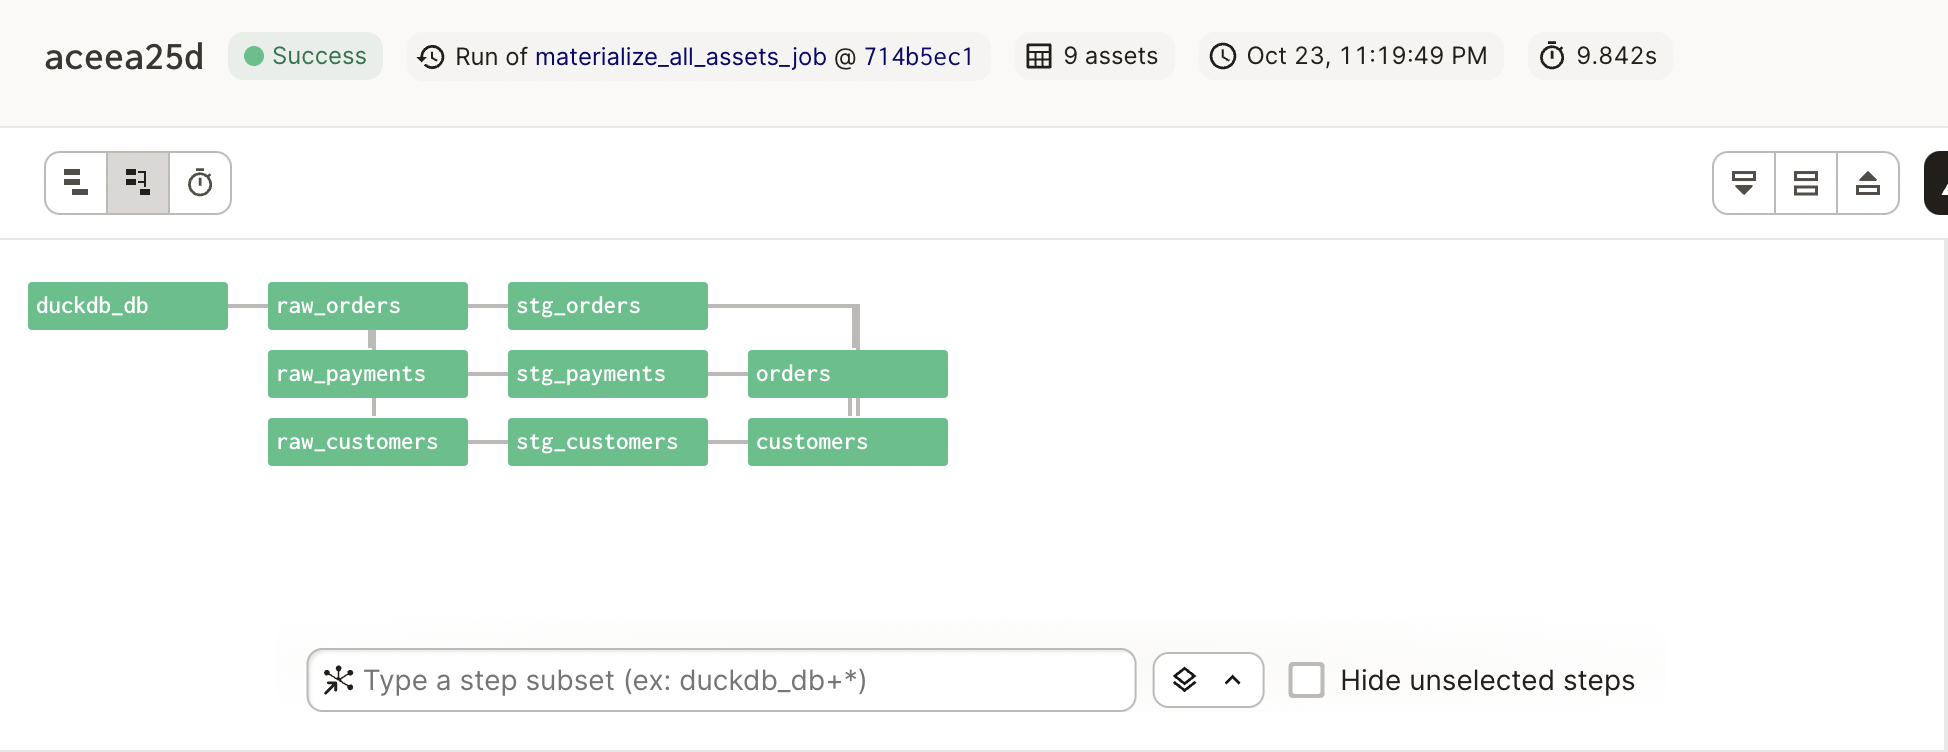 aceea25d Success Run of materialize_all_assets_job @ 714b5ec1 9 assets Oct 23, 11:19:49 PM 9.842s
duckdb_db raw_orders stg_orders
raw_payments stg_payments orders
raw_customers stg_customers customers
Type a step subset (ex: duckdb_db+*) Hide unselected steps